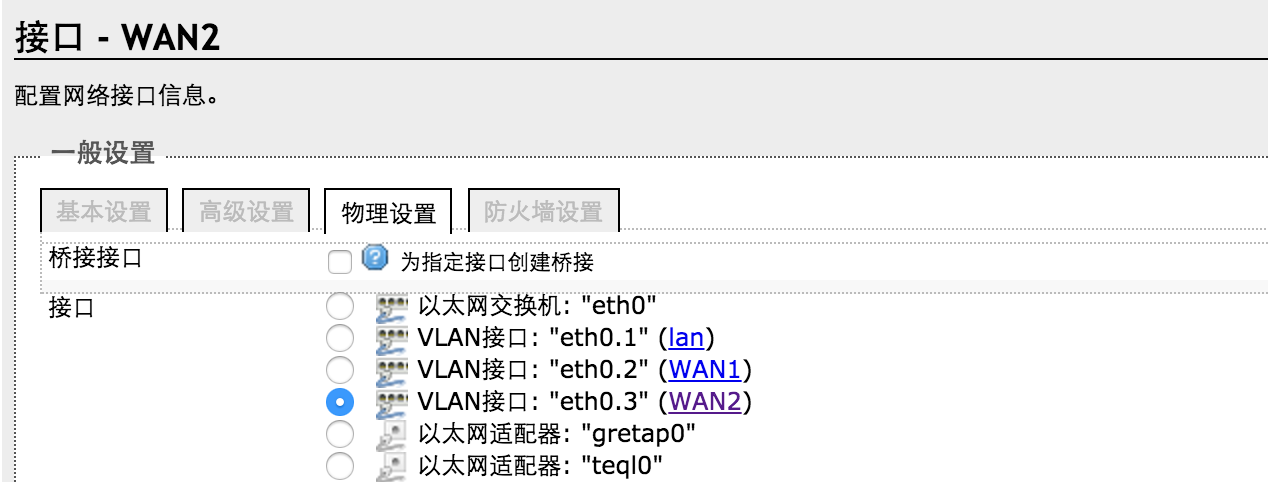 接口 - WAN2
配置网络接口信息。
一般设置
基本设置 高级设置 物理设置 防火墙设置
桥接接口 为指定接口创建桥接
接口 以太网交换机: "eth0"
VLAN接口: "eth0.1" (lan)
VLAN接口: "eth0.2" (WAN1)
VLAN接口: "eth0.3" (WAN2)
以太网适配器: "gretap0"
以太网适配器: "teql0"